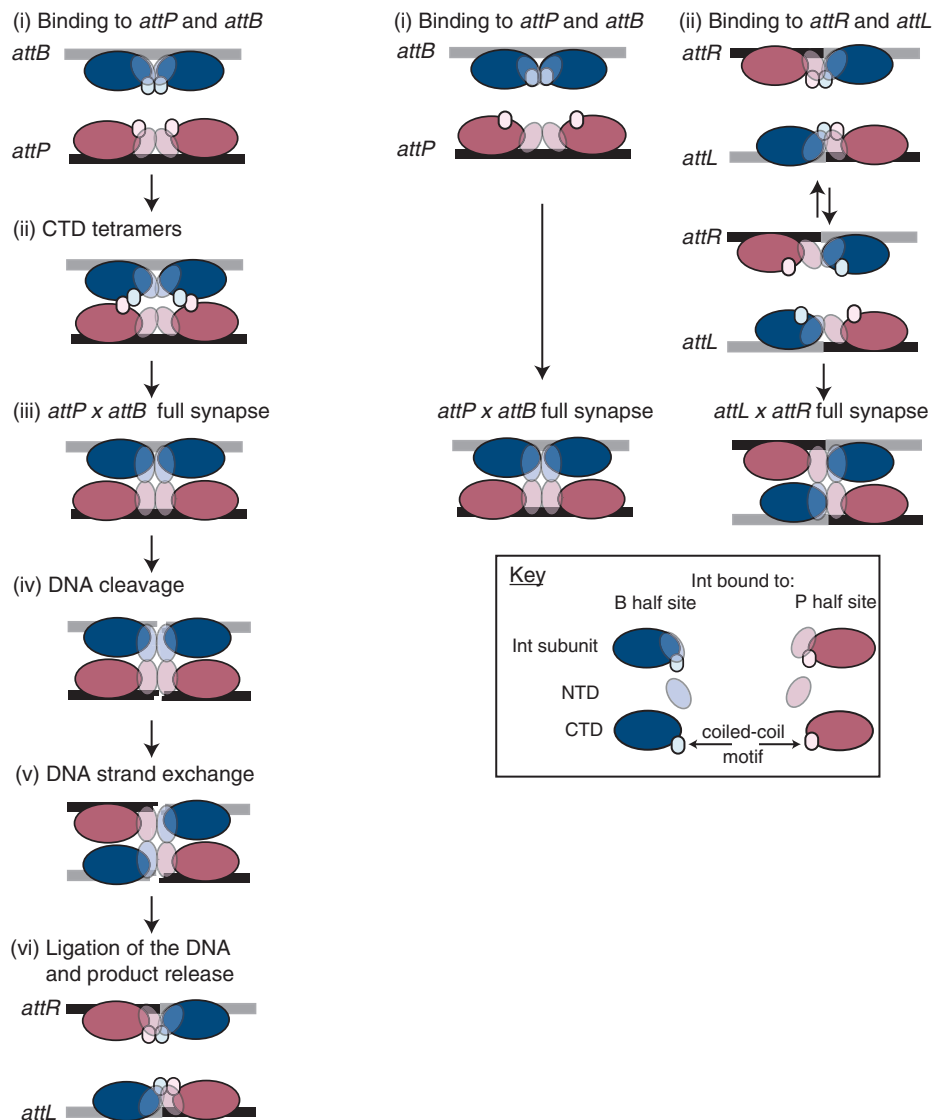 (i) Binding to attP and attB
attB
attP
(ii) CTD tetramers
(iii) attP x attB full synapse
(iv) DNA cleavage
(v) DNA strand exchange
(vi) Ligation of the DNA
and product release
attR
attL
(i) Binding to attP and attB
attB
attP
attP x attB full synapse
(ii) Binding to attR and attL
attR
attL
attR
attL
attL x attR full synapse
Key
Int bound to:
B half site
P half site
Int subunit
NTD
CTD
coiled-coil
motif